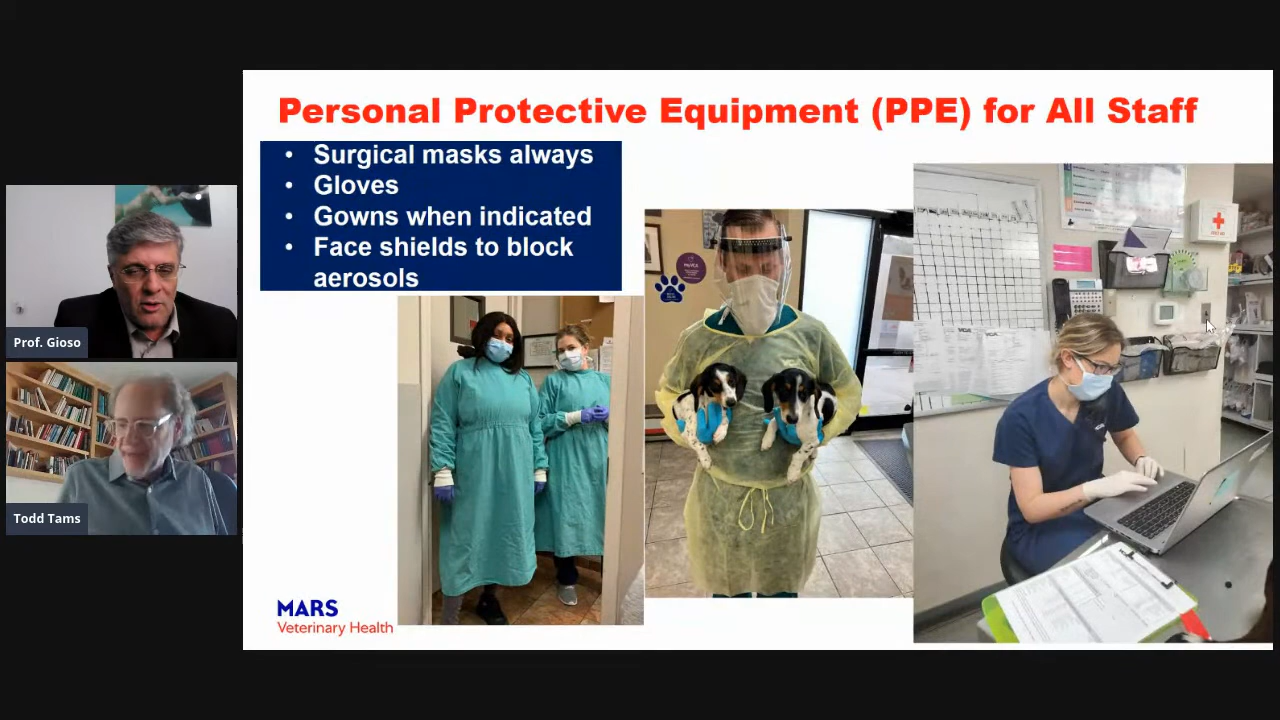 Personal Protective Equipment (PPE) for All Staff
• Surgical masks always
• Gloves
• Gowns when indicated
• Face shields to block
aerosols
Prof. Gioso
Todd Tams
MARS
Veterinary Health